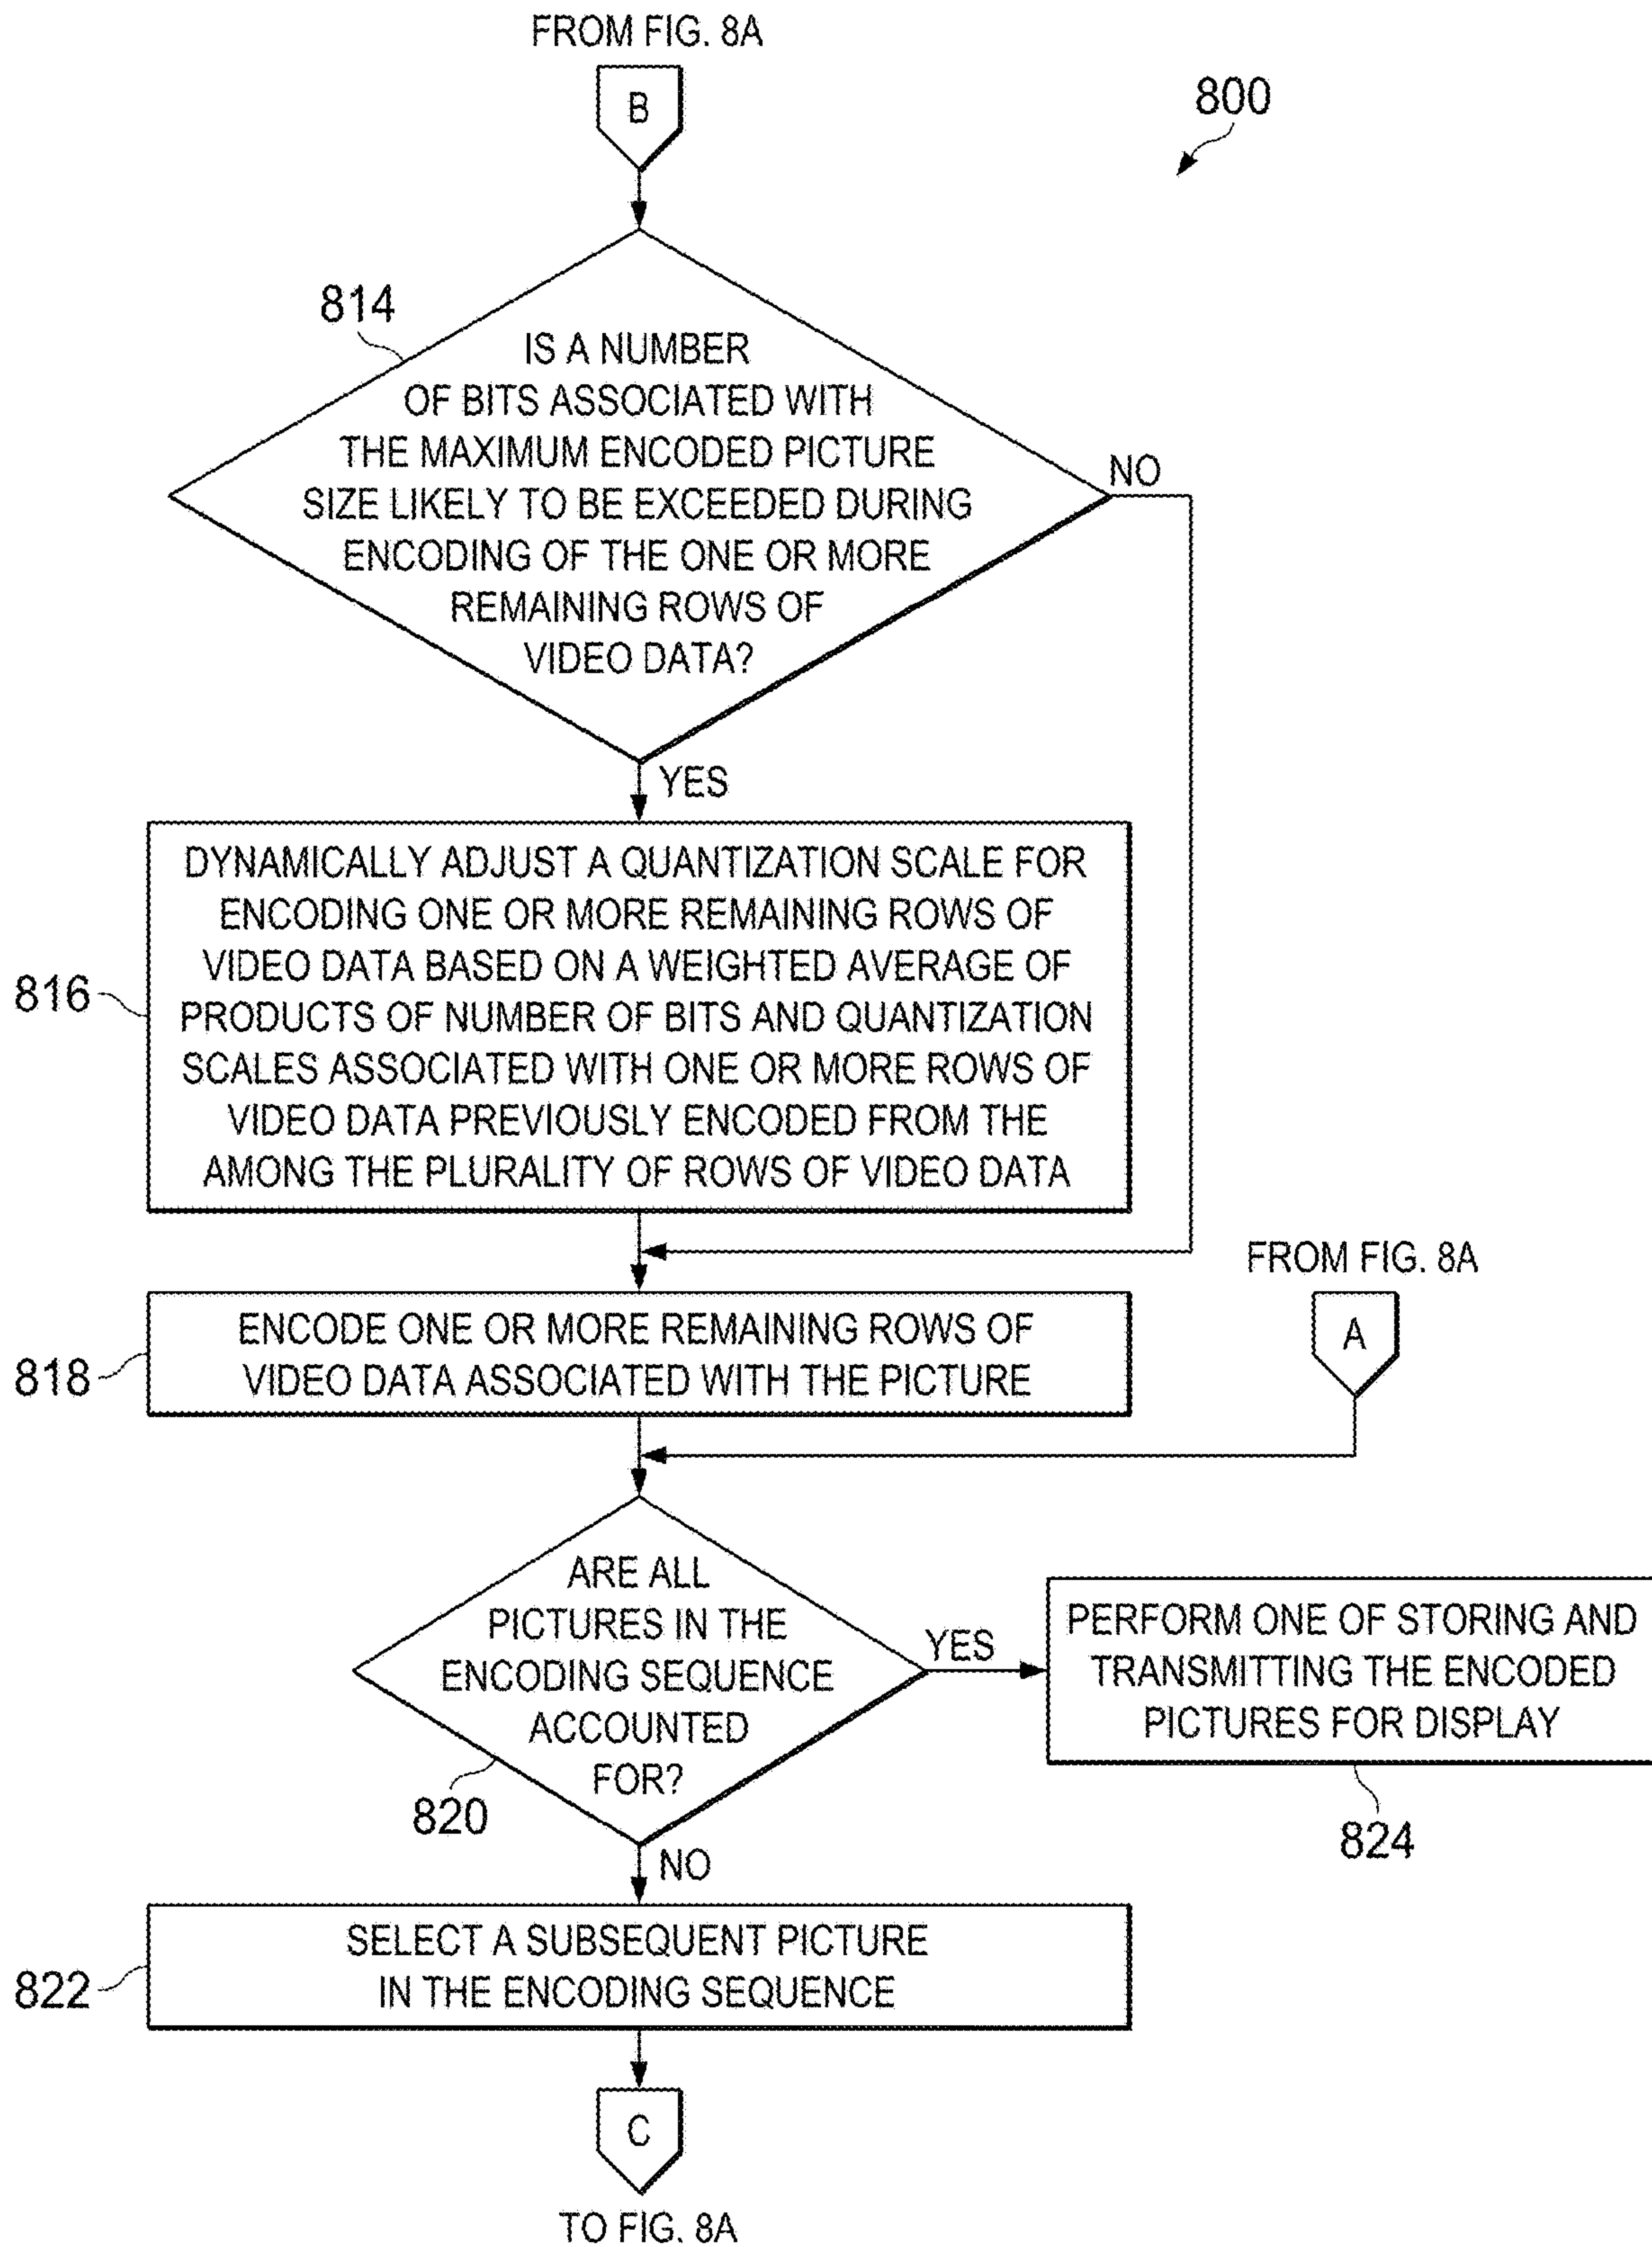 FROM FIG. 8A
B
800
814
IS A NUMBER
OF BITS ASSOCIATED WITH
THE MAXIMUM ENCODED PICTURE
SIZE LIKELY TO BE EXCEEDED DURING
ENCODING OF THE ONE OR MORE
REMAINING ROWS OF
VIDEO DATA?
NO
YES
816
DYNAMICALLY ADJUST A QUANTIZATION SCALE FOR
ENCODING ONE OR MORE REMAINING ROWS OF
VIDEO DATA BASED ON A WEIGHTED AVERAGE OF
PRODUCTS OF NUMBER OF BITS AND QUANTIZATION
SCALES ASSOCIATED WITH ONE OR MORE ROWS OF
VIDEO DATA PREVIOUSLY ENCODED FROM THE
AMONG THE PLURALITY OF ROWS OF VIDEO DATA
818
ENCODE ONE OR MORE REMAINING ROWS OF
VIDEO DATA ASSOCIATED WITH THE PICTURE
FROM FIG. 8A
A
820
ARE ALL
PICTURES IN THE
ENCODING SEQUENCE
ACCOUNTED
FOR?
YES
PERFORM ONE OF STORING AND
TRANSMITTING THE ENCODED
PICTURES FOR DISPLAY
824
NO
822
SELECT A SUBSEQUENT PICTURE
IN THE ENCODING SEQUENCE
C
TO FIG. 8A